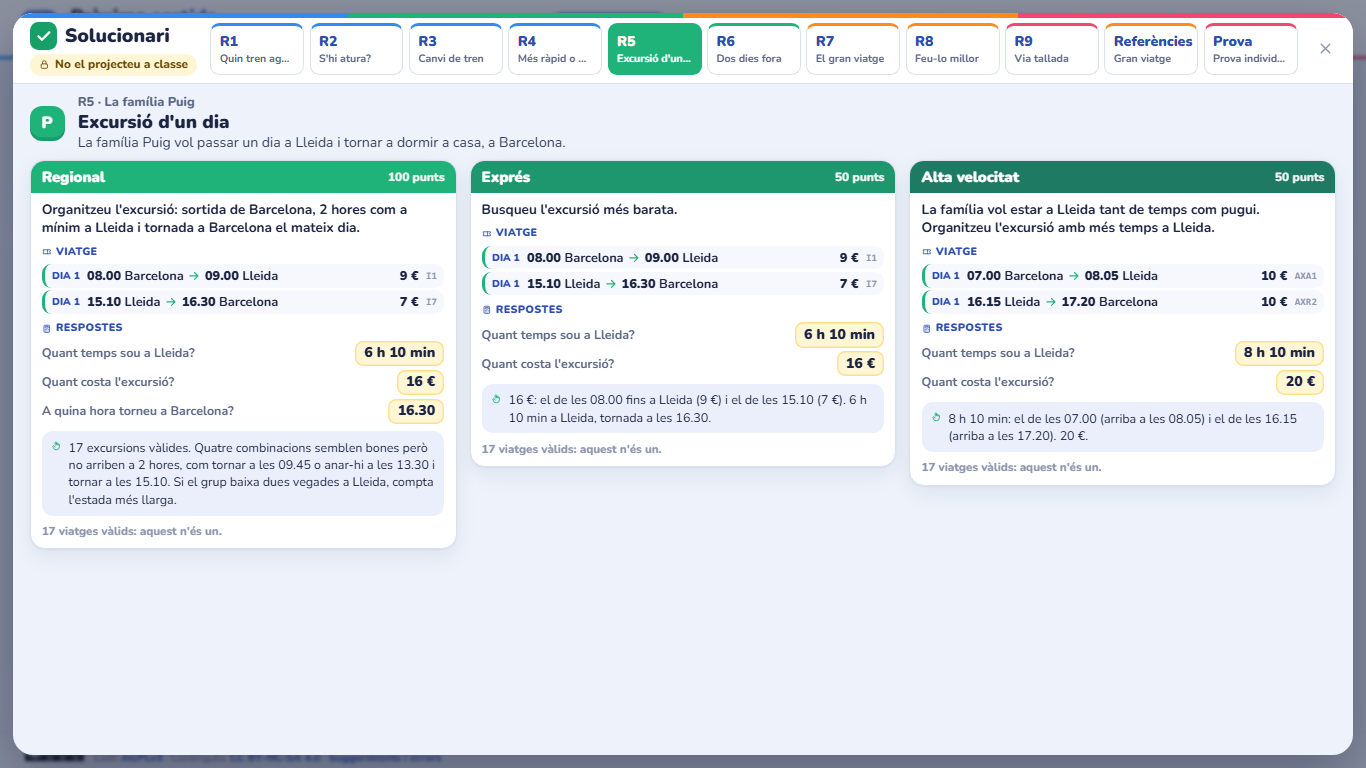 Solucionari
No el projecteu a classe
R1
Quin tren ag...
R2
S'hi atura?
R3
Canvi de tren
R4
Més ràpid o ...
R5
Excursió d'un...
R6
Dos dies fora
R7
El gran viatge
R8
Feu-lo millor
R9
Via tallada
Referències
Gran viatge
Prova
Prova individ...
P
R5 · La família Puig
Excursió d'un dia
La família Puig vol passar un dia a Lleida i tornar a dormir a casa, a Barcelona.
Regional 100 punts
Organitzeu l'excursió: sortida de Barcelona, 2 hores com a
mínim a Lleida i tornada a Barcelona el mateix dia.
VIATGE
DIA 1 08.00 Barcelona → 09.00 Lleida 9 € I1
DIA 1 15.10 Lleida → 16.30 Barcelona 7 € I7
RESPOSTES
Quant temps sou a Lleida? 6 h 10 min
Quant costa l'excursió? 16 €
A quina hora torneu a Barcelona? 16.30
17 excursions vàlides. Quatre combinacions semblen bones però
no arriben a 2 hores, com tornar a les 09.45 o anar-hi a les 13.30 i
tornar a les 15.10. Si el grup baixa dues vegades a Lleida, compta
l'estada més llarga.
17 viatges vàlids: aquest n'és un.
Exprés 50 punts
Busqueu l'excursió més barata.
VIATGE
DIA 1 08.00 Barcelona → 09.00 Lleida 9 € I1
DIA 1 15.10 Lleida → 16.30 Barcelona 7 € I7
RESPOSTES
Quant temps sou a Lleida? 6 h 10 min
Quant costa l'excursió? 16 €
16 €: el de les 08.00 fins a Lleida (9 €) i el de les 15.10 (7 €). 6 h
10 min a Lleida, tornada a les 16.30.
17 viatges vàlids: aquest n'és un.
Alta velocitat 50 punts
La família vol estar a Lleida tant de temps com pugui.
Organitzeu l'excursió amb més temps a Lleida.
VIATGE
DIA 1 07.00 Barcelona → 08.05 Lleida 10 € AXA1
DIA 1 16.15 Lleida → 17.20 Barcelona 10 € AXR2
RESPOSTES
Quant temps sou a Lleida? 8 h 10 min
Quant costa l'excursió? 20 €
8 h 10 min: el de les 07.00 (arriba a les 08.05) i el de les 16.15
(arriba a les 17.20). 20 €.
17 viatges vàlids: aquest n'és un.